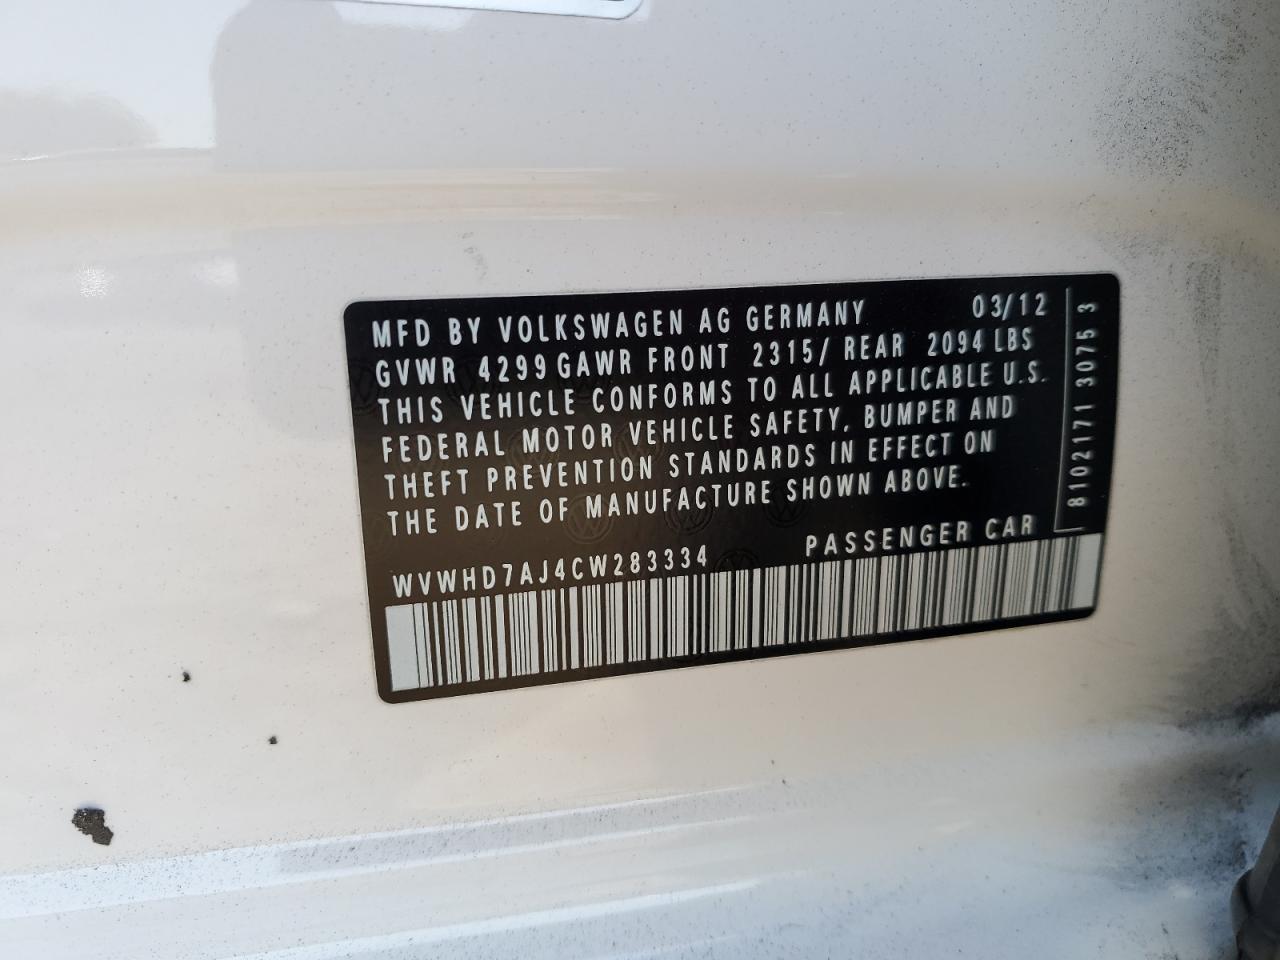 MFD BY VOLKSWAGEN AG GERMANY 03/12
GVWR 4299 GAWR FRONT 2315/ REAR 2094 LBS
THIS VEHICLE CONFORMS TO ALL APPLICABLE U.S.
FEDERAL MOTOR VEHICLE SAFETY, BUMPER AND
THEFT PREVENTION STANDARDS IN EFFECT ON
THE DATE OF MANUFACTURE SHOWN ABOVE.
WVWHD7AJ4CW283334 PASSENGER CAR
8102171 3075 3